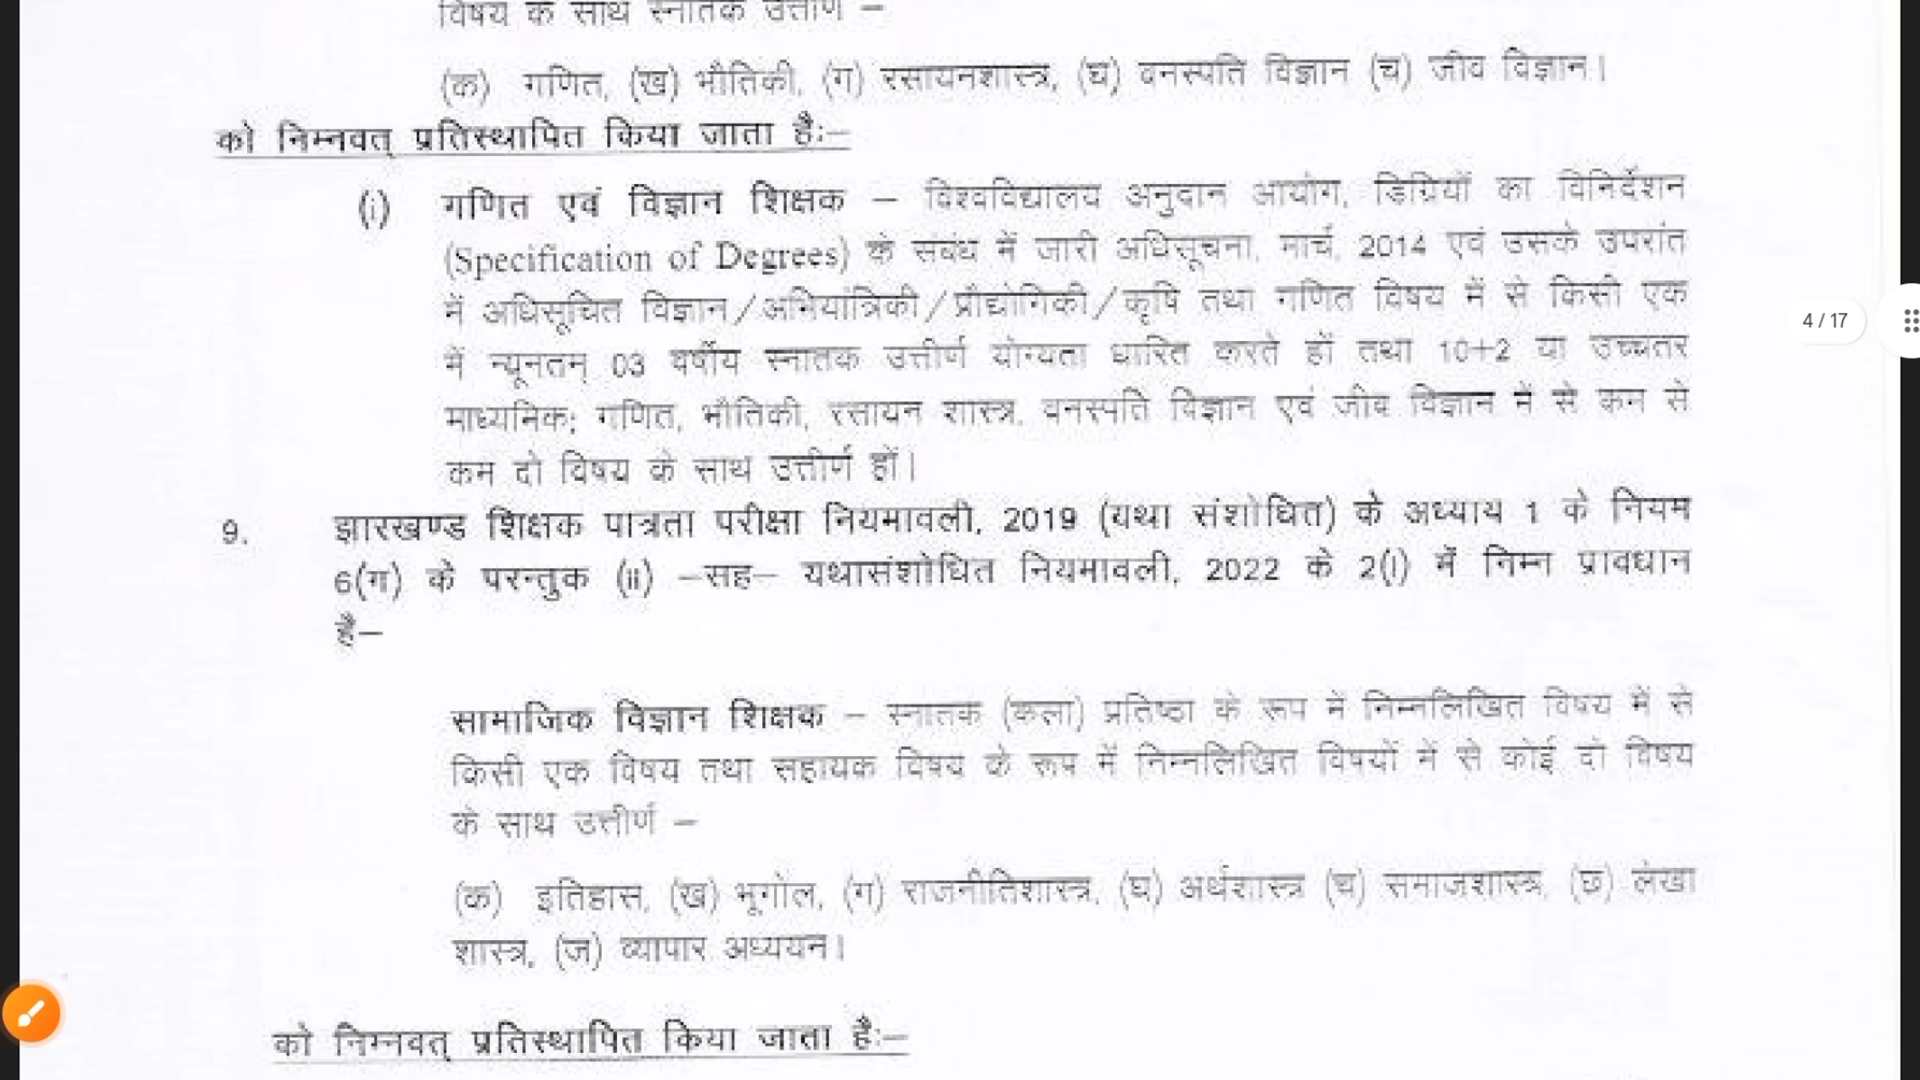 विषय के साथ स्नातक उत्तीर्ण –
(क) गणित, (ख) भौतिकी, (ग) रसायनशास्त्र, (घ) वनस्पति विज्ञान (च) जीव विज्ञान।
को निम्नवत् प्रतिस्थापित किया जाता हैः–
(i) गणित एवं विज्ञान शिक्षक – विश्वविद्यालय अनुदान आयोग, डिग्रियों का विनिर्देशन
(Specification of Degrees) के संबंध में जारी अधिसूचना, मार्च, 2014 एवं उसके उपरांत
में अधिसूचित विज्ञान/अभियांत्रिकी/प्रौद्योगिकी/कृषि तथा गणित विषय में से किसी एक
में न्यूनतम् 03 वर्षीय स्नातक उत्तीर्ण योग्यता धारित करते हों तथा 10+2 या उच्चतर
माध्यमिक; गणित, भौतिकी, रसायन शास्त्र, वनस्पति विज्ञान एवं जीव विज्ञान में से कम से
कम दो विषय के साथ उत्तीर्ण हों।
4 / 17
9. झारखण्ड शिक्षक पात्रता परीक्षा नियमावली, 2019 (यथा संशोधित) के अध्याय 1 के नियम
6(ग) के परन्तुक (ii) –सह– यथासंशोधित नियमावली, 2022 के 2(i) में निम्न प्रावधान
है–
सामाजिक विज्ञान शिक्षक – स्नातक (कला) प्रतिष्ठा के रूप में निम्नलिखित विषय में से
किसी एक विषय तथा सहायक विषय के रूप में निम्नलिखित विषयों में से कोई दो विषय
के साथ उत्तीर्ण –
(क) इतिहास, (ख) भूगोल, (ग) राजनीतिशास्त्र, (घ) अर्थशास्त्र (च) समाजशास्त्र, (छ) लेखा
शास्त्र, (ज) व्यापार अध्ययन।
को निम्नवत् प्रतिस्थापित किया जाता हैः–